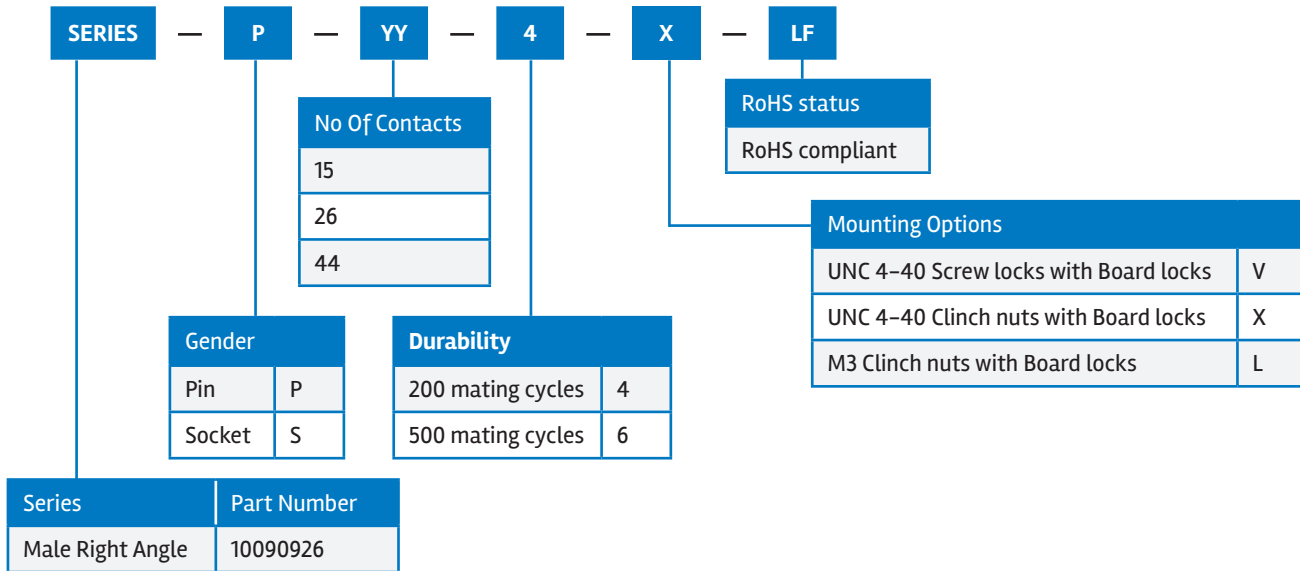 SERIES — P — YY — 4 — X — LF
RoHS status
RoHS compliant
No Of Contacts
15
26
44
Mounting Options
UNC 4-40 Screw locks with Board locks V
UNC 4-40 Clinch nuts with Board locks X
M3 Clinch nuts with Board locks L
Gender
Pin P
Socket S
Durability
200 mating cycles 4
500 mating cycles 6
Series Part Number
Male Right Angle 10090926